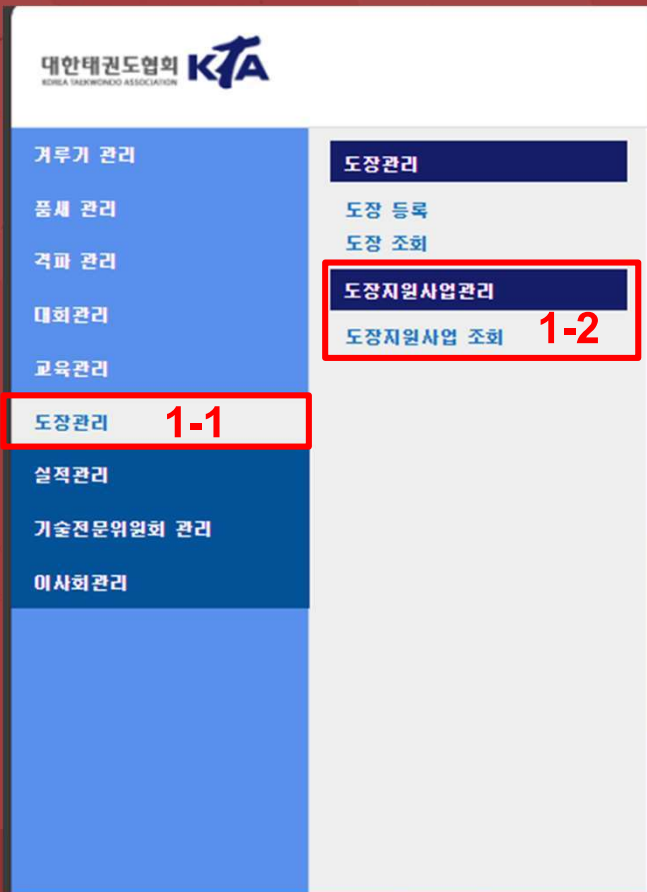 대한태권도협회 KTA
KOREA TAEKWONDO ASSOCIATION
겨루기 관리
품새 관리
격파 관리
대회관리
교육관리
도장관리 1-1
실적관리
기술전문위원회 관리
이사회관리
도장관리
도장 등록
도장 조회
도장지원사업관리
도장지원사업 조회 1-2